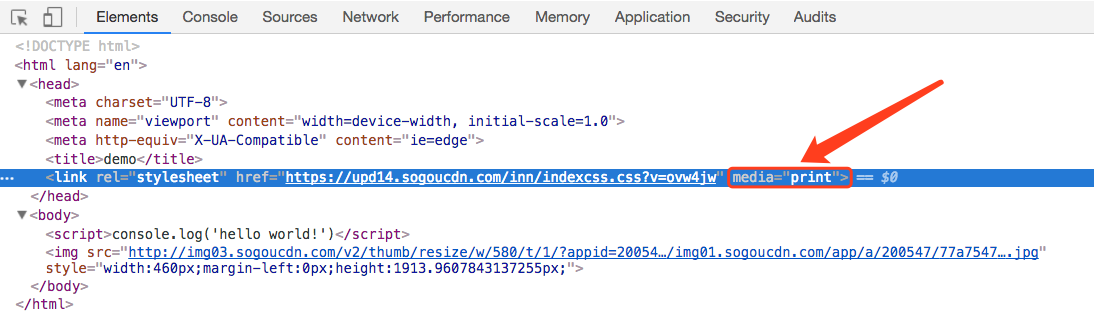 Elements Console Sources Network Performance Memory Application Security Audits
<!DOCTYPE html>
<html lang="en">
▼<head>
<meta charset="UTF-8">
<meta name="viewport" content="width=device-width, initial-scale=1.0">
<meta http-equiv="X-UA-Compatible" content="ie=edge">
<title>demo</title>
… <link rel="stylesheet" href="https://upd14.sogoucdn.com/inn/indexcss.css?v=ovw4jw" media="print"> == $0
</head>
▼<body>
<script>console.log('hello world!')</script>
<img src="http://img03.sogoucdn.com/v2/thumb/resize/w/580/t/1/?appid=20054…/img01.sogoucdn.com/app/a/200547/77a7547….jpg"
style="width:460px;margin-left:0px;height:1913.9607843137255px;">
</body>
</html>